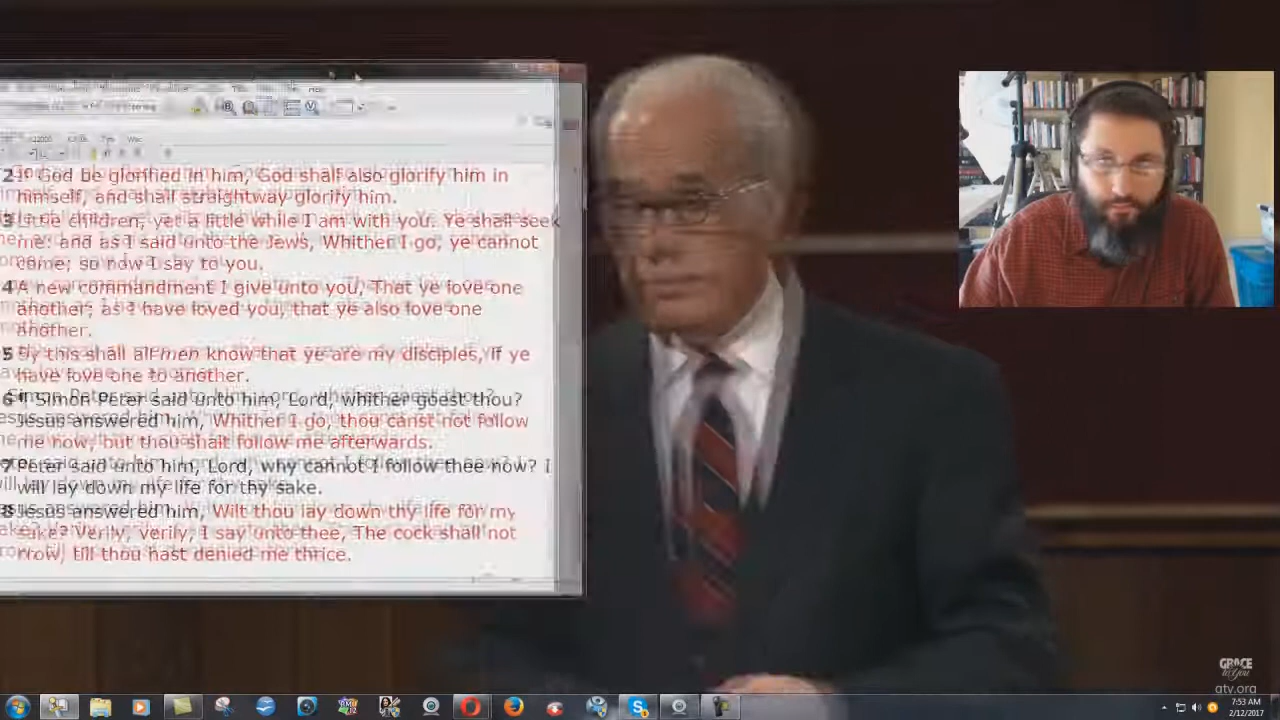 2 If God be glorified in him, God shall also glorify him in
himself, and shall straightway glorify him.
3 Little children, yet a little while I am with you. Ye shall seek
me: and as I said unto the Jews, Whither I go, ye cannot
come; so now I say to you.
4 A new commandment I give unto you, That ye love one
another; as I have loved you, that ye also love one
another.
5 By this shall all men know that ye are my disciples, if ye
have love one to another.
6 ¶ Simon Peter said unto him, Lord, whither goest thou?
Jesus answered him, Whither I go, thou canst not follow
me now; but thou shalt follow me afterwards.
7 Peter said unto him, Lord, why cannot I follow thee now? I
will lay down my life for thy sake.
8 Jesus answered him, Wilt thou lay down thy life for my
sake? Verily, verily, I say unto thee, The cock shall not
crow, till thou hast denied me thrice.
GRACE
to You
gty.org
7:53 AM
2/12/2017